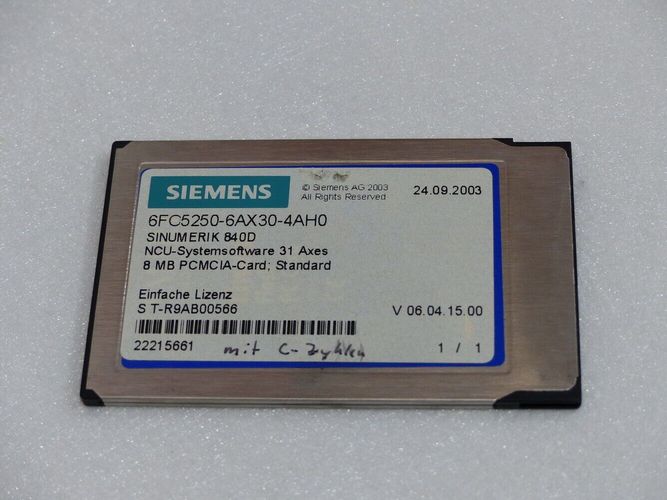 SIEMENS
© Siemens AG 2003
All Rights Reserved
24.09.2003
6FC5250-6AX30-4AH0
SINUMERIK 840D
NCU-Systemsoftware 31 Axes
8 MB PCMCIA-Card; Standard
Einfache Lizenz
S T-R9AB00566
V 06.04.15.00
22215661
mit C-Zyklen
1 / 1